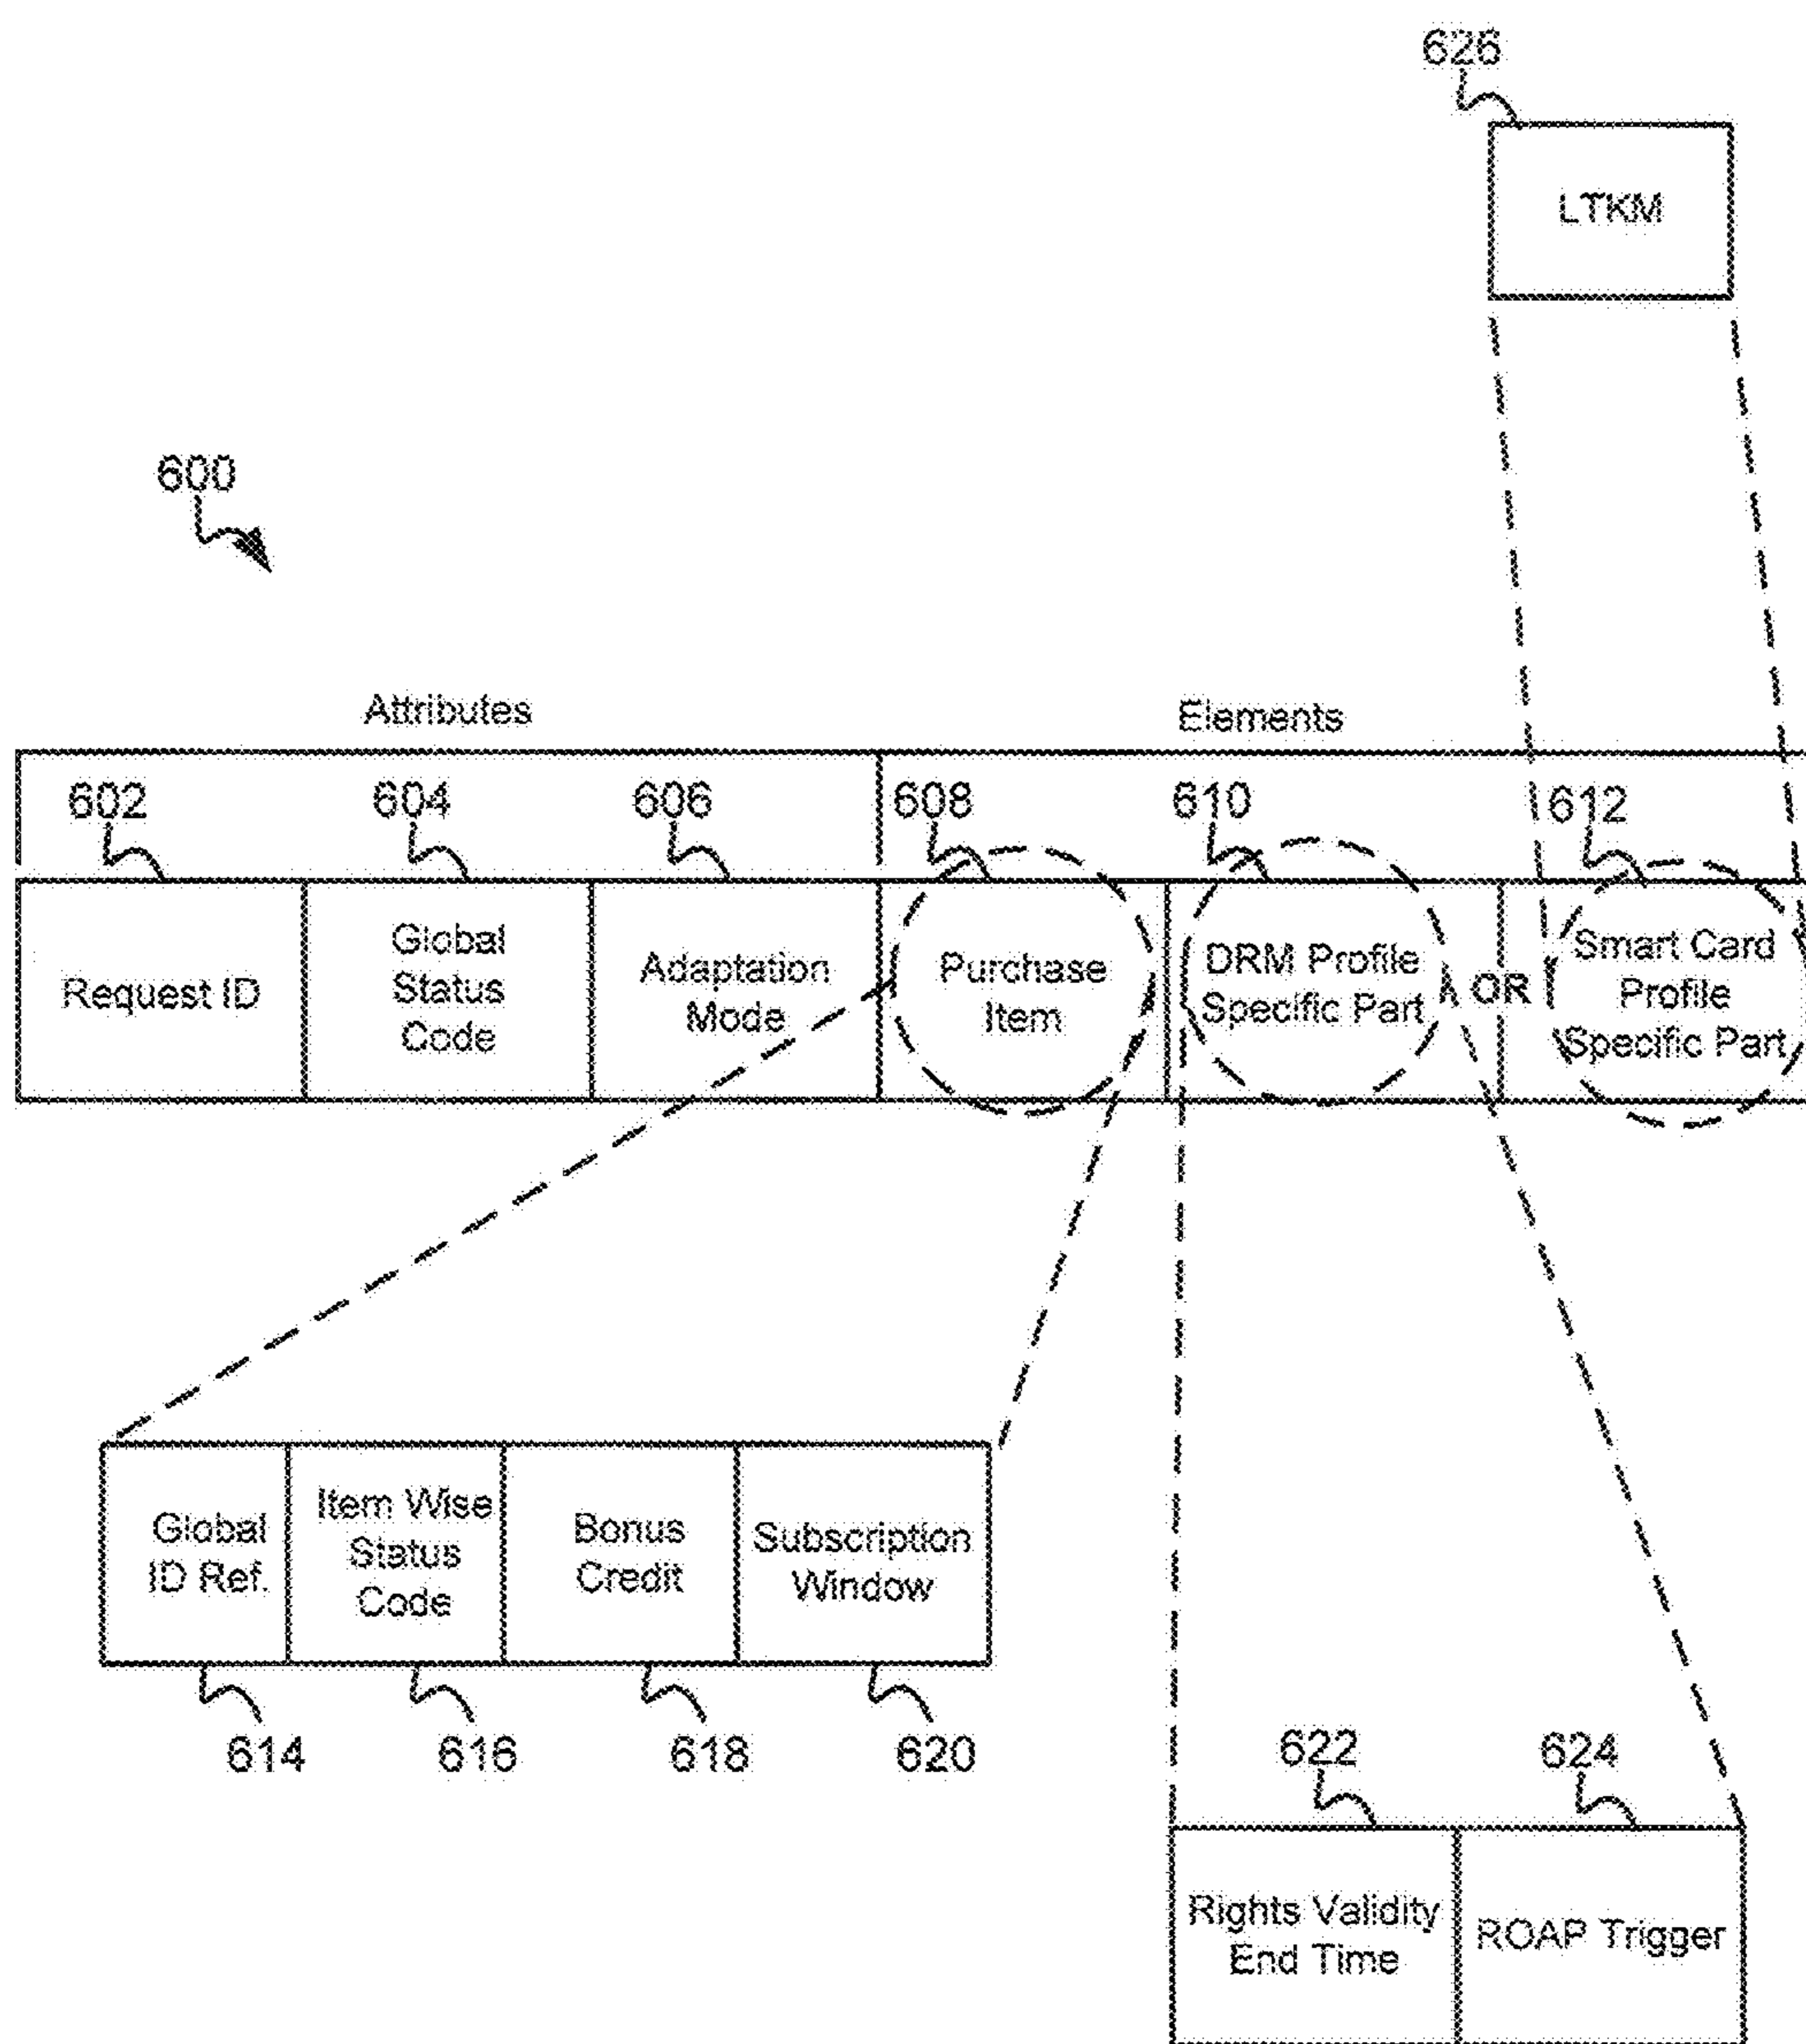 626
LTKM
600
Attributes
Elements
602
604
606
608
610
612
Request ID
Global
Status
Code
Adaptation
Mode
Purchase
Item
DRM Profile
Specific Part
OR
Smart Card
Profile
Specific Part
Global
ID Ref.
Item Wise
Status
Code
Bonus
Credit
Subscription
Window
614
616
618
620
622
624
Rights Validity
End Time
ROAP Trigger